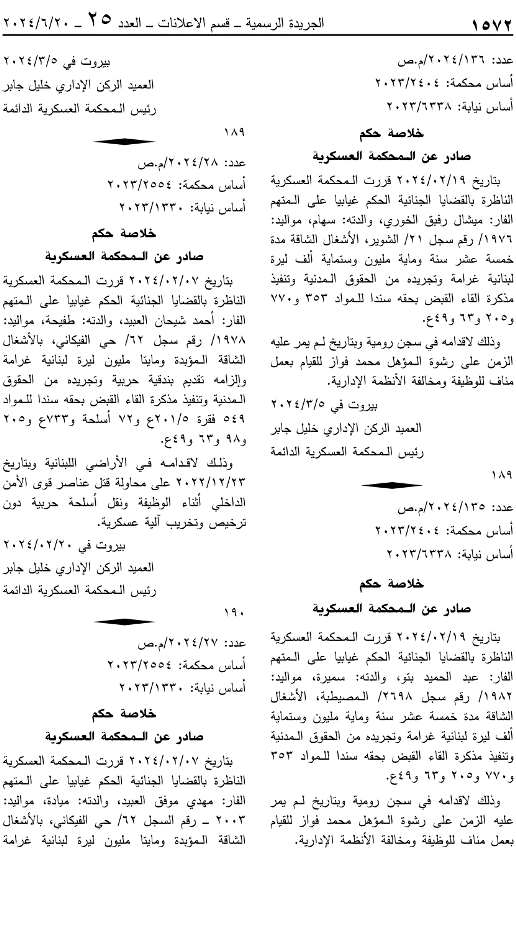 ١٥٧٢ الجريدة الرسمية ـ قسم الاعلانات ـ العدد ٢٥ ـ ٢٠٢٤/٦/٢٠
عدد: ٢٠٢٤/١٣٦/م.ص
أساس محكمة: ٢٠٢٣/٢٤٠٤
أساس نيابة: ٢٠٢٣/٦٣٣٨
خلاصة حكم
صادر عن المحكمة العسكرية
بتاريخ ٢٠٢٤/٠٢/١٩ قررت المحكمة العسكرية
الناظرة بالقضايا الجنائية الحكم غيابيا على المتهم
الفار: ميشال رفيق الخوري، والدته: سهام، مواليد:
١٩٧٦/ رقم سجل ٢١/ الشوير، الأشغال الشاقة مدة
خمسة عشر سنة وماية مليون وستماية ألف ليرة
لبنانية غرامة وتجريده من الحقوق المدنية وتنفيذ
مذكرة القاء القبض بحقه سندا للمواد ٣٥٣ و٧٧٠
و٢٠٥ و٦٣ و٤٩ع.
وذلك لاقدامه في سجن رومية وبتاريخ لم يمر عليه
الزمن على رشوة المؤهل محمد فواز للقيام بعمل
مناف للوظيفة ومخالفة الأنظمة الإدارية.
بيروت في ٢٠٢٤/٣/٥
العميد الركن الإداري خليل جابر
رئيس المحكمة العسكرية الدائمة
١٨٩
عدد: ٢٠٢٤/١٣٥/م.ص
أساس محكمة: ٢٠٢٣/٢٤٠٤
أساس نيابة: ٢٠٢٣/٦٣٣٨
خلاصة حكم
صادر عن المحكمة العسكرية
بتاريخ ٢٠٢٤/٠٢/١٩ قررت المحكمة العسكرية
الناظرة بالقضايا الجنائية الحكم غيابيا على المتهم
الفار: عبد الحميد بتو، والدته: سميرة، مواليد:
١٩٨٢/ رقم سجل ٢٦٩٨/ المصيطبة، الأشغال
الشاقة مدة خمسة عشر سنة وماية مليون وستماية
ألف ليرة لبنانية غرامة وتجريده من الحقوق المدنية
وتنفيذ مذكرة القاء القبض بحقه سندا للمواد ٣٥٣
و٧٧٠ و٢٠٥ و٦٣ و٤٩ع.
وذلك لاقدامه في سجن رومية وبتاريخ لم يمر
عليه الزمن على رشوة المؤهل محمد فواز للقيام
بعمل مناف للوظيفة ومخالفة الأنظمة الإدارية.
بيروت في ٢٠٢٤/٣/٥
العميد الركن الإداري خليل جابر
رئيس المحكمة العسكرية الدائمة
١٨٩
عدد: ٢٠٢٤/٢٨/م.ص
أساس محكمة: ٢٠٢٣/٢٥٥٤
أساس نيابة: ٢٠٢٣/١٣٣٠
خلاصة حكم
صادر عن المحكمة العسكرية
بتاريخ ٢٠٢٤/٠٢/٠٧ قررت المحكمة العسكرية
الناظرة بالقضايا الجنائية الحكم غيابيا على المتهم
الفار: أحمد شيحان العبيد، والدته: طفيحة، مواليد:
١٩٧٨/ رقم سجل ٦٢/ حي الفيكاني، بالأشغال
الشاقة المؤبدة ومايتا مليون ليرة لبنانية غرامة
وإلزامه تقديم بندقية حربية وتجريده من الحقوق
المدنية وتنفيذ مذكرة القاء القبض بحقه سندا للمواد
٥٤٩ فقرة ٢٠١/٥ع و٧٢ أسلحة و٧٣٣ع و٢٠٥
و٩٨ و٦٣ و٤٩ع.
وذلك لاقدامه في الأراضي اللبنانية وبتاريخ
٢٠٢٢/١٢/٢٣ على محاولة قتل عناصر قوى الأمن
الداخلي أثناء الوظيفة ونقل أسلحة حربية دون
ترخيص وتخريب آلية عسكرية.
بيروت في ٢٠٢٤/٠٢/٢٠
العميد الركن الإداري خليل جابر
رئيس المحكمة العسكرية الدائمة
١٩٠
عدد: ٢٠٢٤/٢٧/م.ص
أساس محكمة: ٢٠٢٣/٢٥٥٤
أساس نيابة: ٢٠٢٣/١٣٣٠
خلاصة حكم
صادر عن المحكمة العسكرية
بتاريخ ٢٠٢٤/٠٢/٠٧ قررت المحكمة العسكرية
الناظرة بالقضايا الجنائية الحكم غيابيا على المتهم
الفار: مهدي موفق العبيد، والدته: ميادة، مواليد:
٢٠٠٣ ـ رقم السجل ٦٢/ حي الفيكاني، بالأشغال
الشاقة المؤبدة ومايتا مليون ليرة لبنانية غرامة